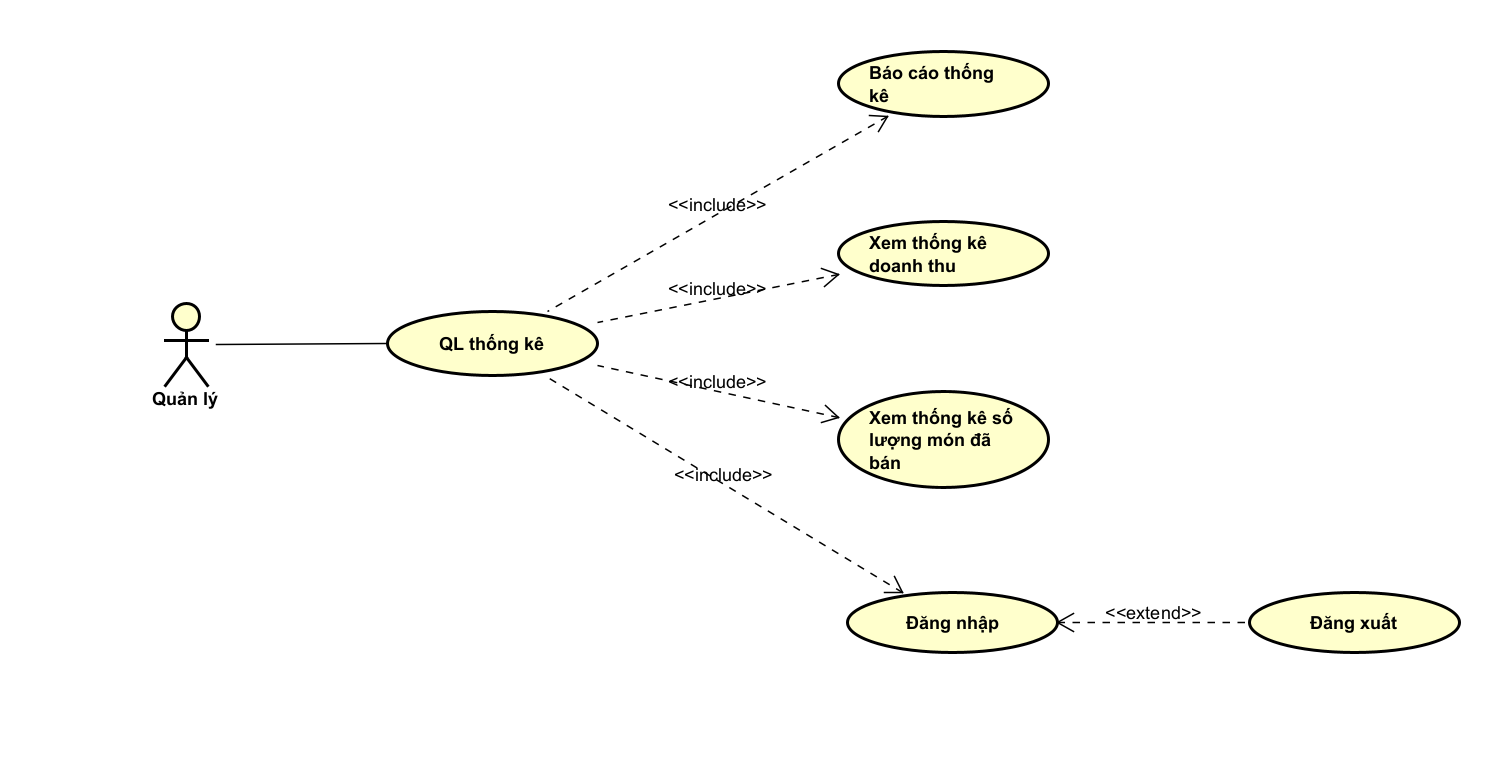 Báo cáo thống
kê
<<include>>
Xem thống kê
doanh thu
<<include>>
QL thống kê
Quản lý
<<include>>
Xem thống kê số
lượng món đã
bán
<<include>>
Đăng nhập
<<extend>>
Đăng xuất